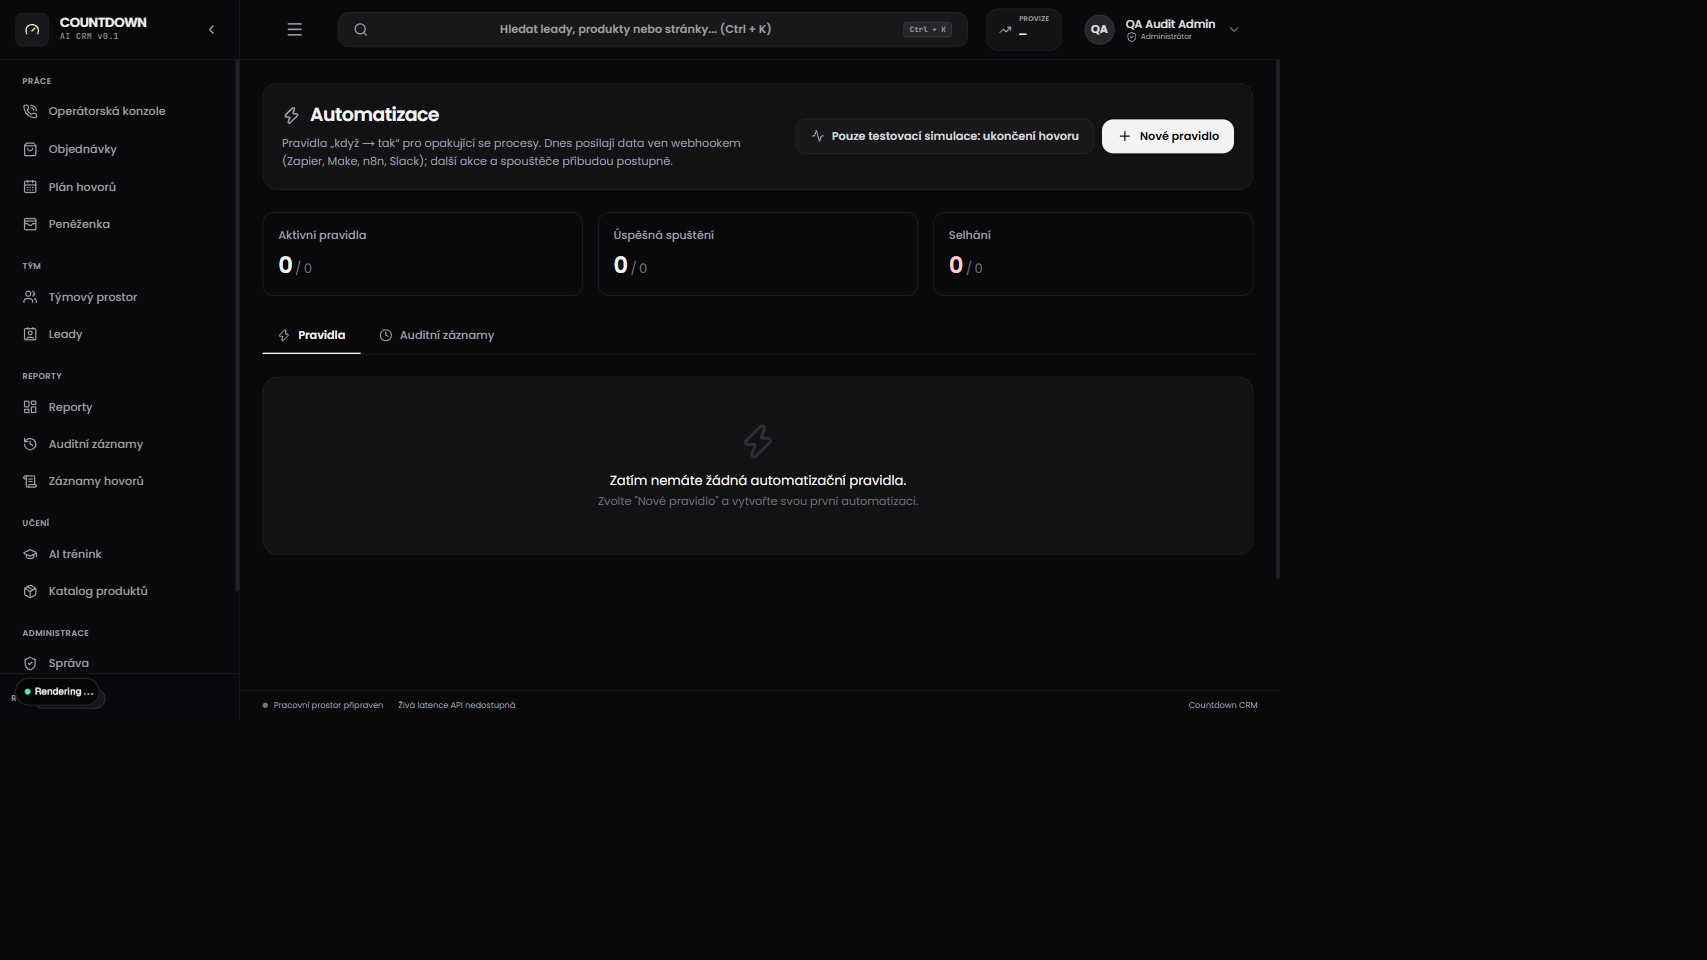 COUNTDOWN
AI CRM v0.1
PRÁCE
Operátorská konzole
Objednávky
Plán hovorů
Peněženka
TÝM
Týmový prostor
Leady
REPORTY
Reporty
Auditní záznamy
Záznamy hovorů
UČENÍ
AI trénink
Katalog produktů
ADMINISTRACE
Správa
Rendering ...
Hledat leady, produkty nebo stránky... (Ctrl + K)
Ctrl + K
PROVIZE
–
QA
QA Audit Admin
Administrátor
Automatizace
Pravidla „když → tak“ pro opakující se procesy. Dnes posílají data ven webhookem
(Zapier, Make, n8n, Slack); další akce a spouštěče přibudou postupně.
Pouze testovací simulace: ukončení hovoru
Nové pravidlo
Aktivní pravidla
0 / 0
Úspěšná spuštění
0 / 0
Selhání
0 / 0
Pravidla
Auditní záznamy
Zatím nemáte žádná automatizační pravidla.
Zvolte "Nové pravidlo" a vytvořte svou první automatizaci.
Pracovní prostor připraven
Živá latence API nedostupná
Countdown CRM